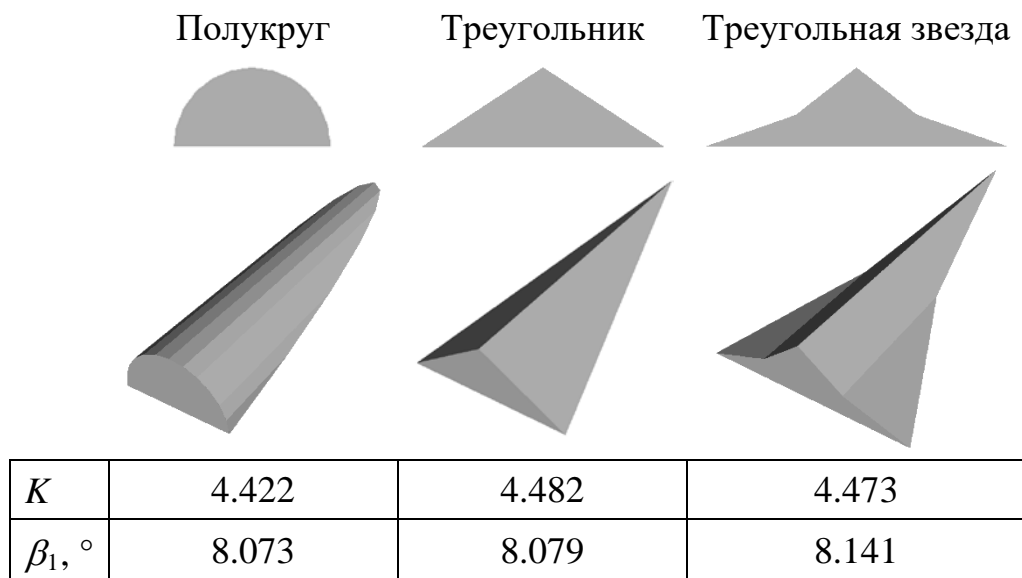 Полукруг Треугольник Треугольная звезда
K 4.422 4.482 4.473
β₁, ° 8.073 8.079 8.141